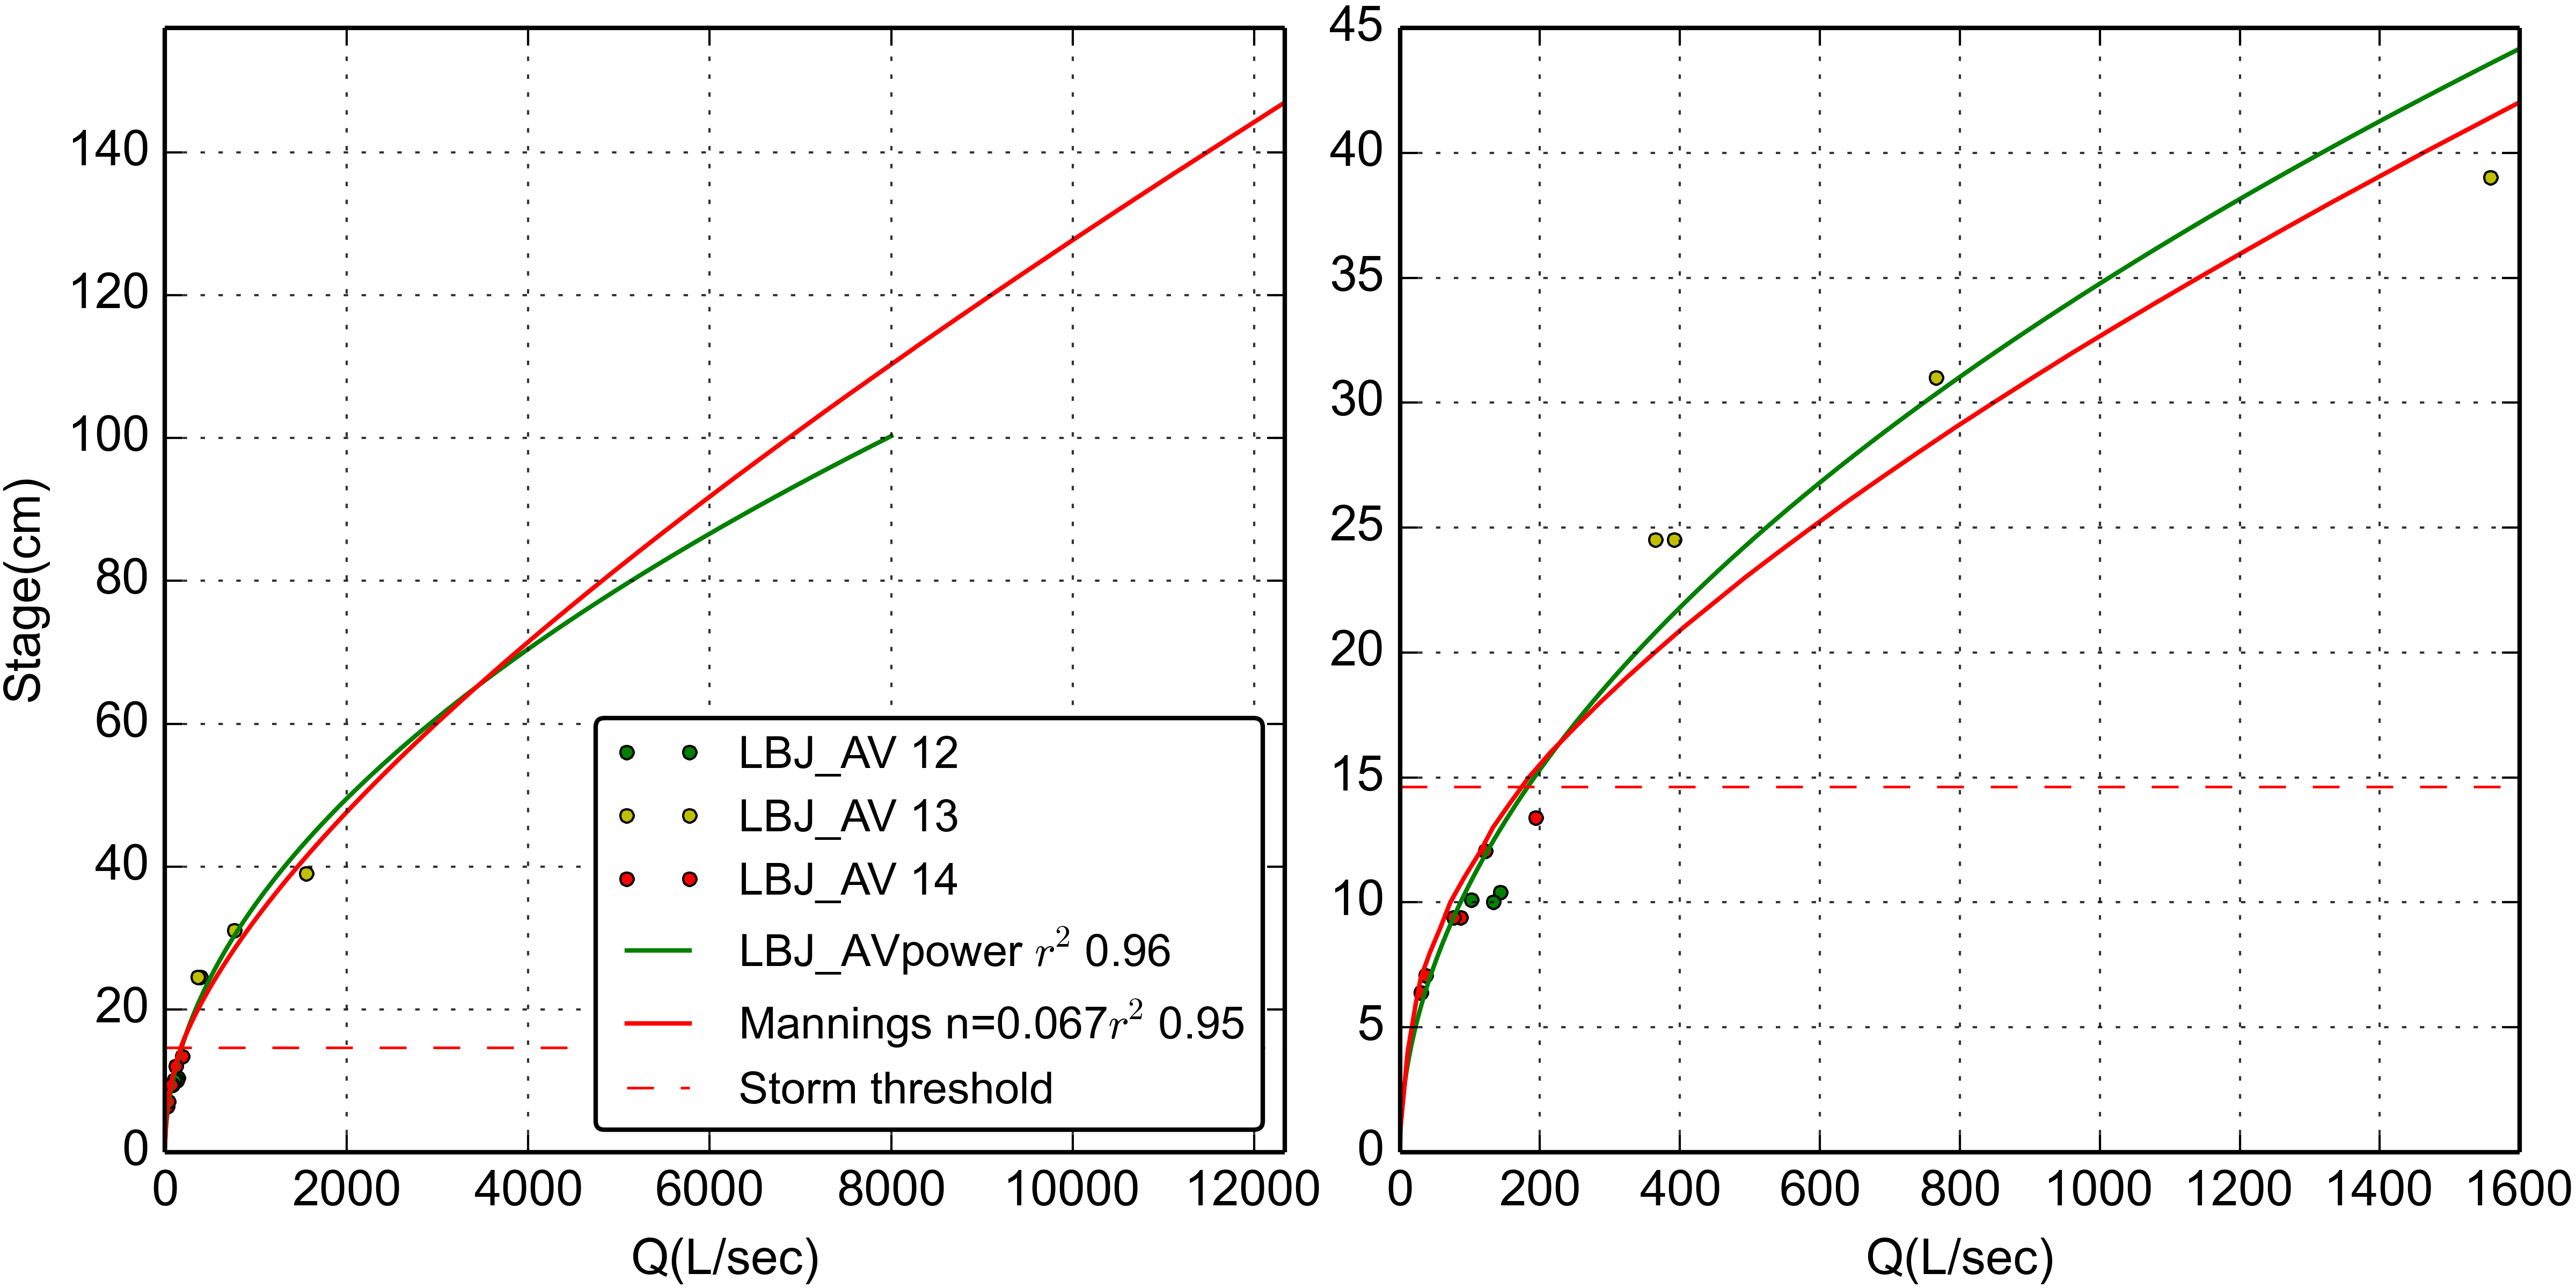 Stage(cm)
140
120
100
80
60
40
20
0
0 2000 4000 6000 8000 10000 12000
Q(L/sec)
LBJ_AV 12
LBJ_AV 13
LBJ_AV 14
LBJ_AVpower r² 0.96
Mannings n=0.067r² 0.95
Storm threshold
45
40
35
30
25
20
15
10
5
0
0 200 400 600 800 1000 1200 1400 1600
Q(L/sec)